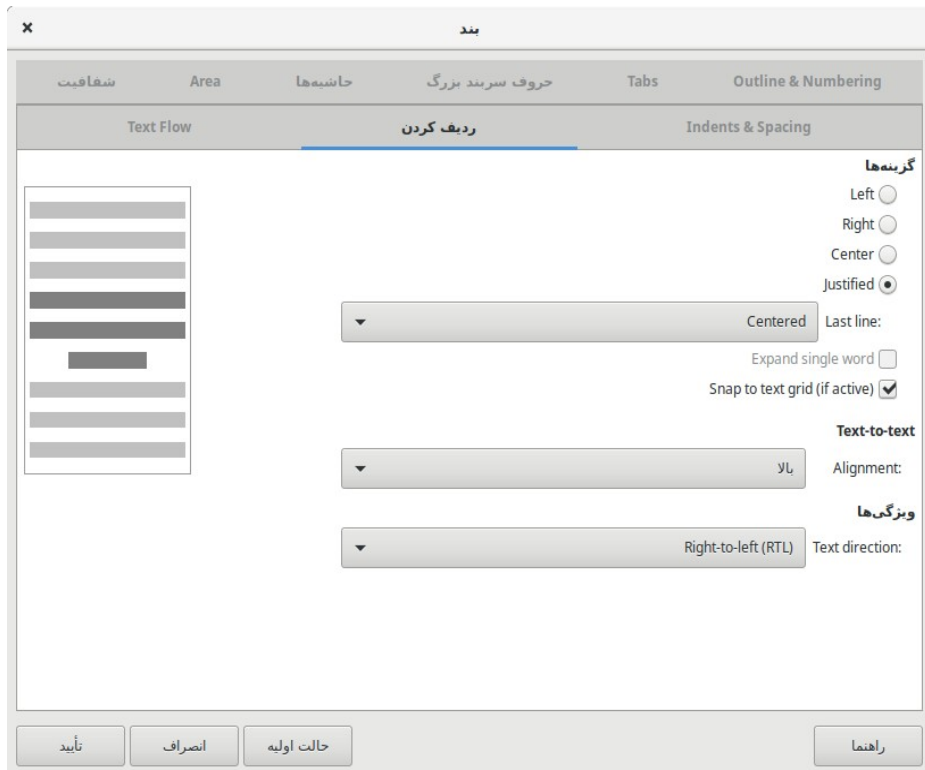 بند
Outline & Numbering Tabs حروف سربند بزرگ حاشیه‌ها Area شفافیت
Indents & Spacing ردیف کردن Text Flow
گزینه‌ها
Left
Right
Center
Justified
Last line: Centered
Expand single word
Snap to text grid (if active)
Text-to-text
Alignment: بالا
ویژگی‌ها
Text direction: Right-to-left (RTL)
راهنما حالت اولیه انصراف تأیید